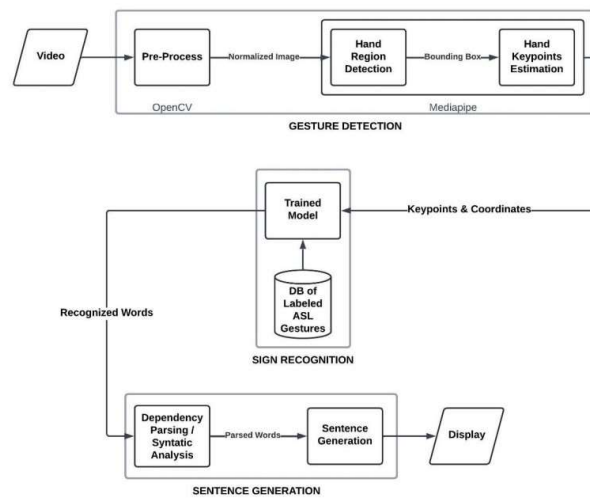 Video
Pre-Process
Normalized Image
Hand
Region
Detection
Bounding Box
Hand
Keypoints
Estimation
OpenCV
Mediapipe
GESTURE DETECTION
Trained
Model
Keypoints & Coordinates
DB of
Labeled
ASL
Gestures
Recognized Words
SIGN RECOGNITION
Dependency
Parsing /
Syntatic
Analysis
Parsed Words
Sentence
Generation
Display
SENTENCE GENERATION